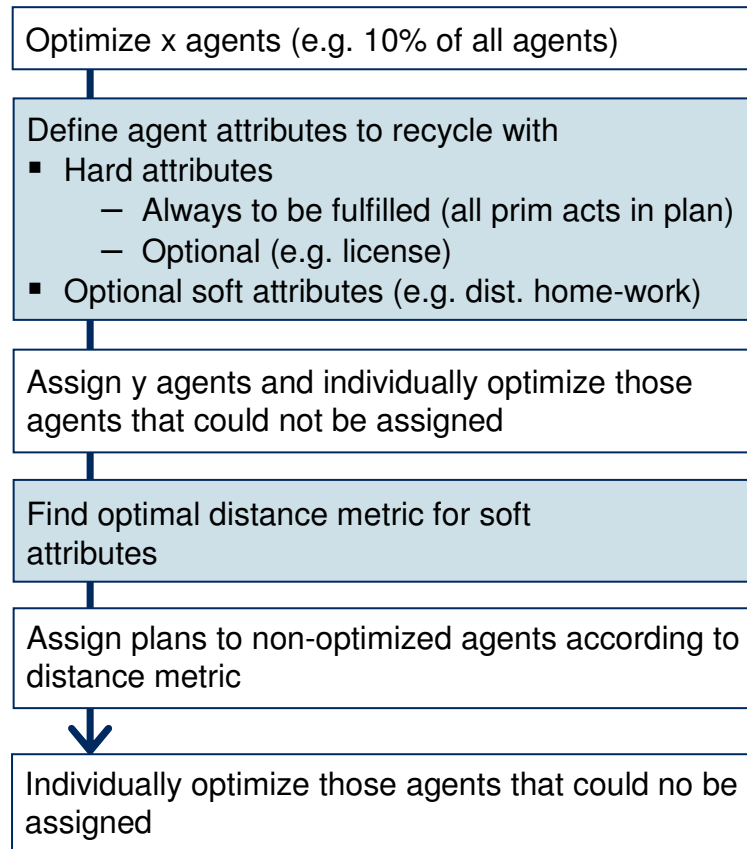 Optimize x agents (e.g. 10% of all agents)
Define agent attributes to recycle with
▪ Hard attributes
– Always to be fulfilled (all prim acts in plan)
– Optional (e.g. license)
▪ Optional soft attributes (e.g. dist. home-work)
Assign y agents and individually optimize those
agents that could not be assigned
Find optimal distance metric for soft
attributes
Assign plans to non-optimized agents according to
distance metric
Individually optimize those agents that could no be
assigned